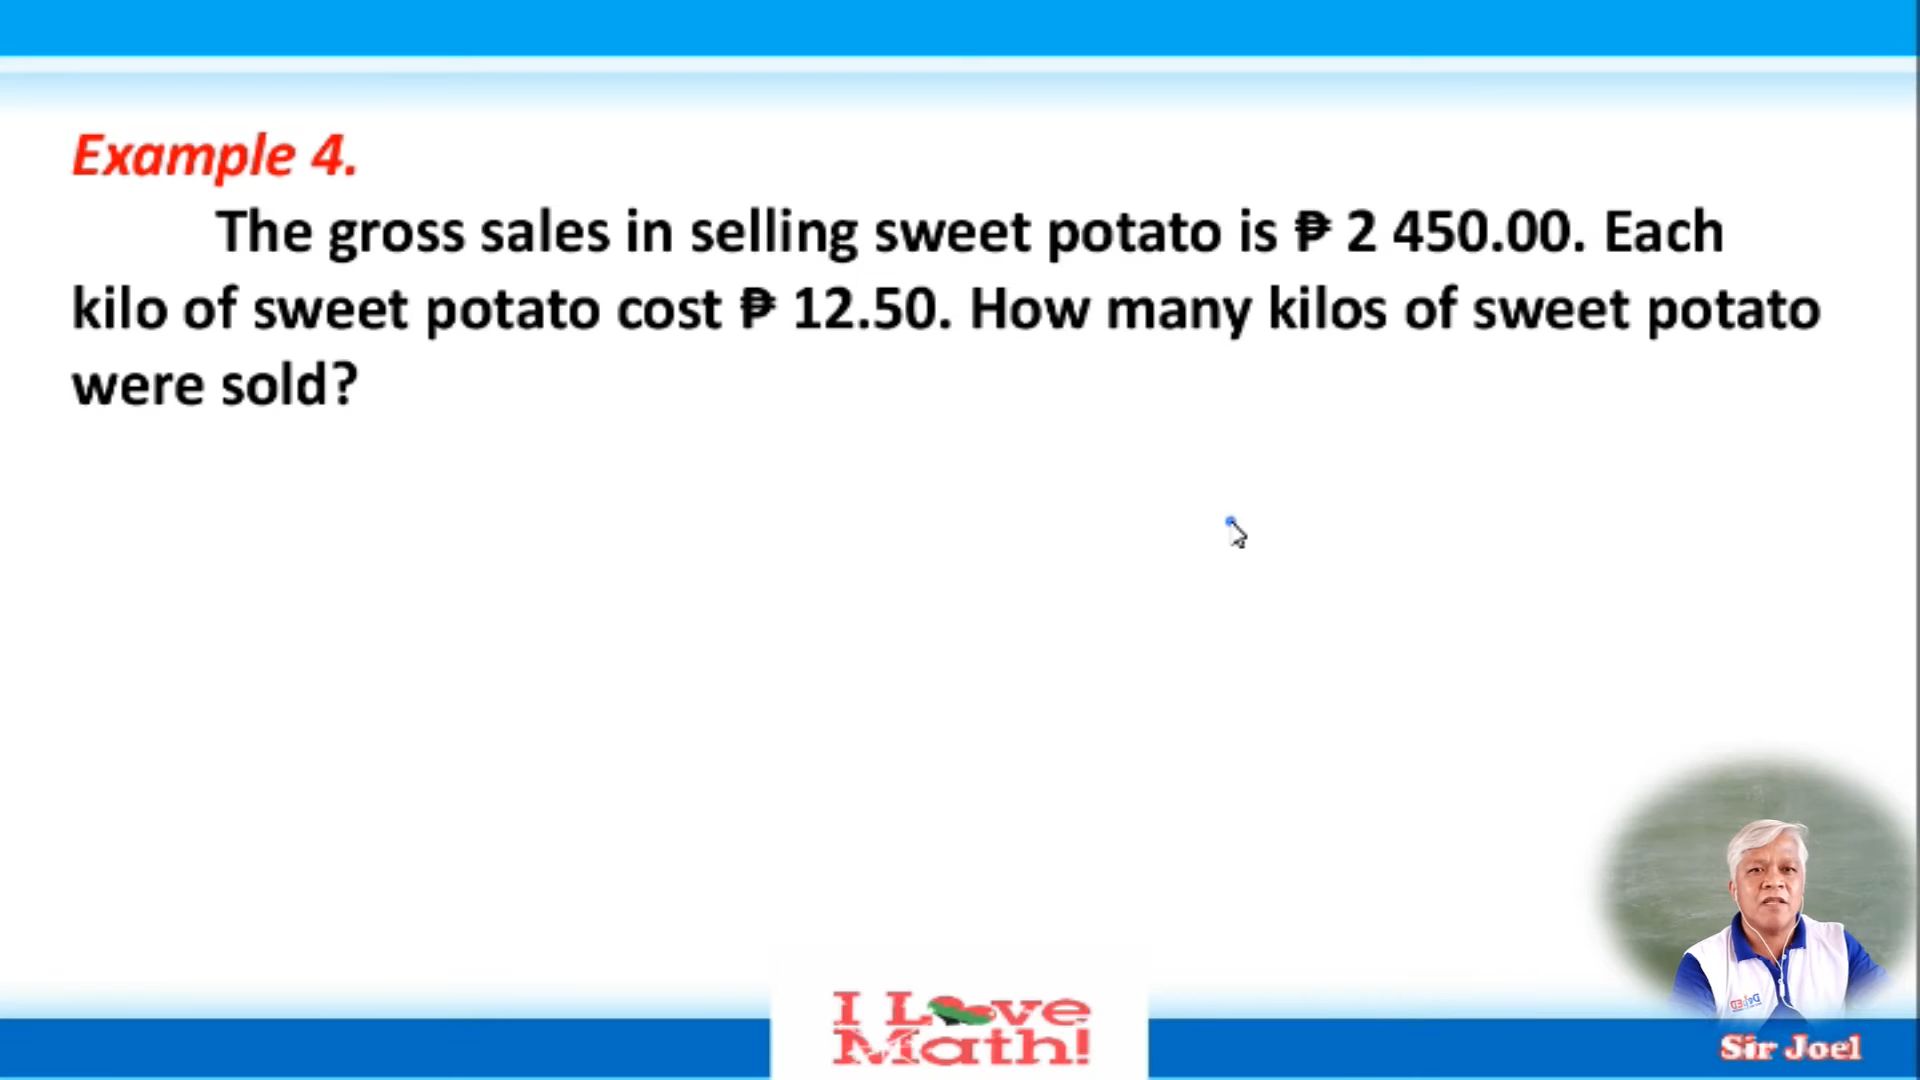 Example 4.
The gross sales in selling sweet potato is ₱ 2 450.00. Each
kilo of sweet potato cost ₱ 12.50. How many kilos of sweet potato
were sold?
I Love
Math!
Sir Joel